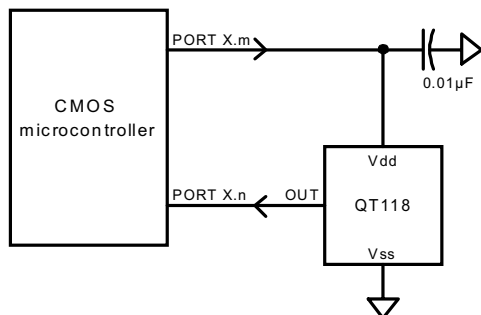 PORT X.m
0.01µF
CMOS
microcontroller
Vdd
PORT X.n
OUT
QT118
Vss